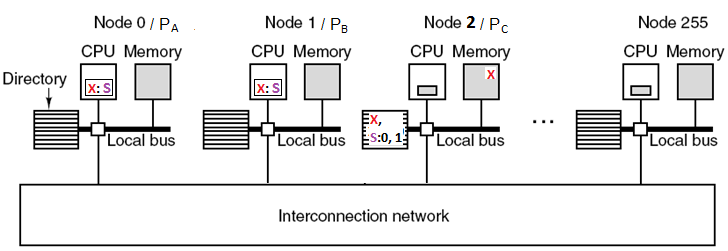 Node 0 / PA
Node 1 / PB
Node 2 / PC
Node 255
CPU Memory
CPU Memory
CPU Memory
CPU Memory
Directory
X: S
X: S
X
X,
S:0, 1
Local bus
Local bus
Local bus
...
Local bus
Interconnection network